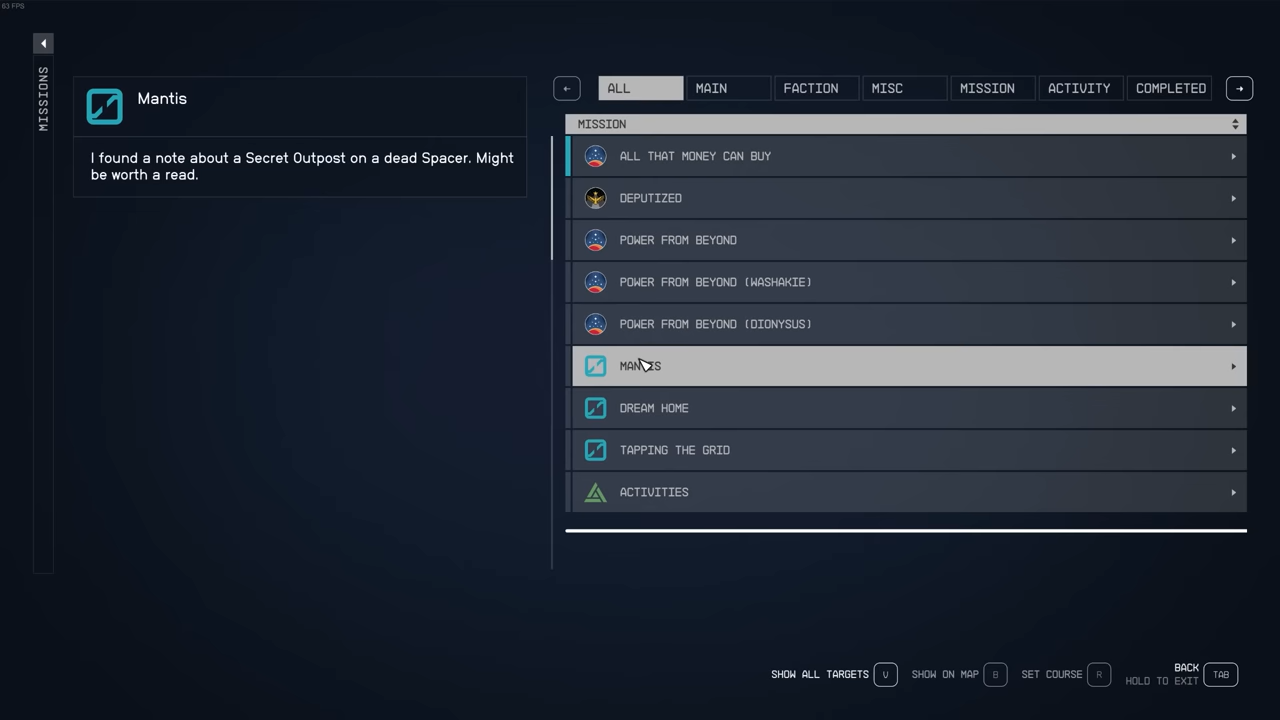 63 FPS
MISSIONS
Mantis
I found a note about a Secret Outpost on a dead Spacer. Might
be worth a read.
ALL
MAIN
FACTION
MISC
MISSION
ACTIVITY
COMPLETED
MISSION
ALL THAT MONEY CAN BUY
DEPUTIZED
POWER FROM BEYOND
POWER FROM BEYOND (WASHAKIE)
POWER FROM BEYOND (DIONYSUS)
MANTIS
DREAM HOME
TAPPING THE GRID
ACTIVITIES
SHOW ALL TARGETS V
SHOW ON MAP B
SET COURSE R
BACK
HOLD TO EXIT
TAB